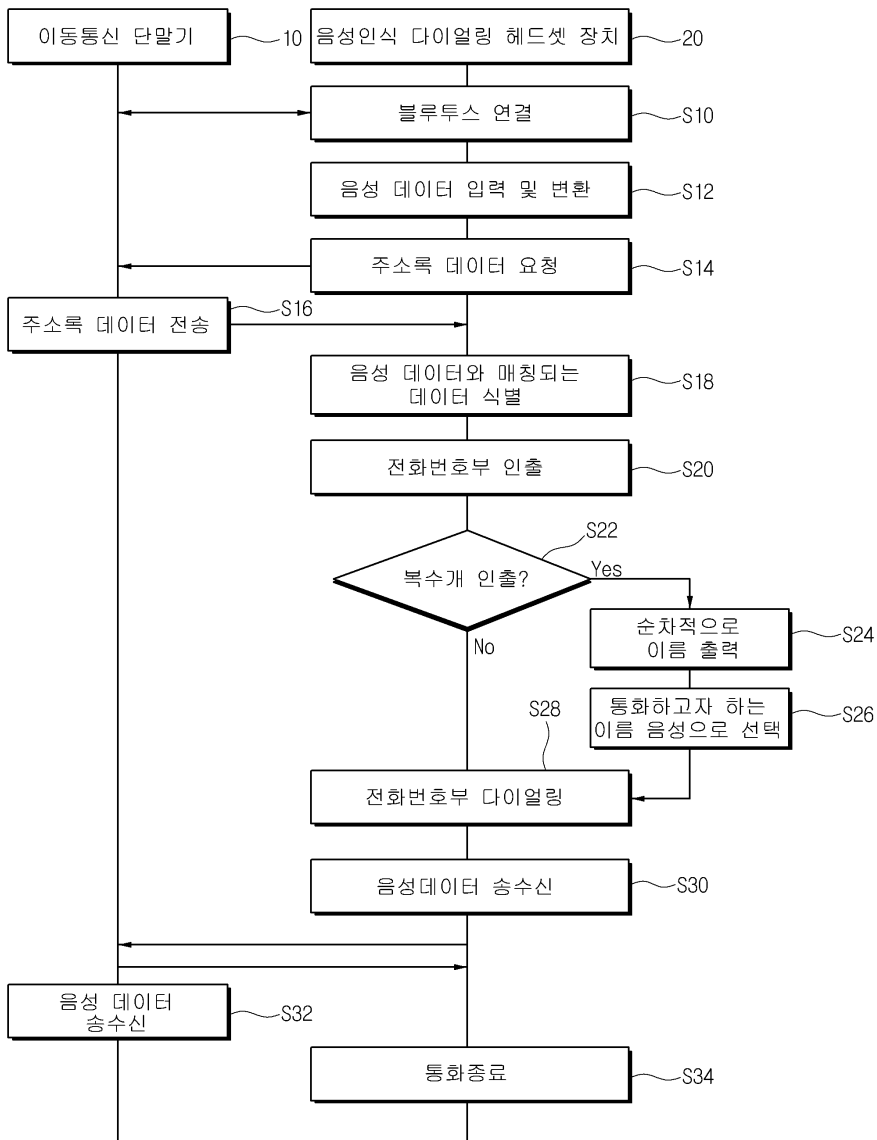 이동통신 단말기
10
음성인식 다이얼링 헤드셋 장치
20
블루투스 연결
S10
음성 데이터 입력 및 변환
S12
주소록 데이터 요청
S14
주소록 데이터 전송
S16
음성 데이터와 매칭되는
데이터 식별
S18
전화번호부 인출
S20
복수개 인출?
S22
Yes
No
순차적으로
이름 출력
S24
통화하고자 하는
이름 음성으로 선택
S26
전화번호부 다이얼링
S28
음성데이터 송수신
S30
음성 데이터
송수신
S32
통화종료
S34